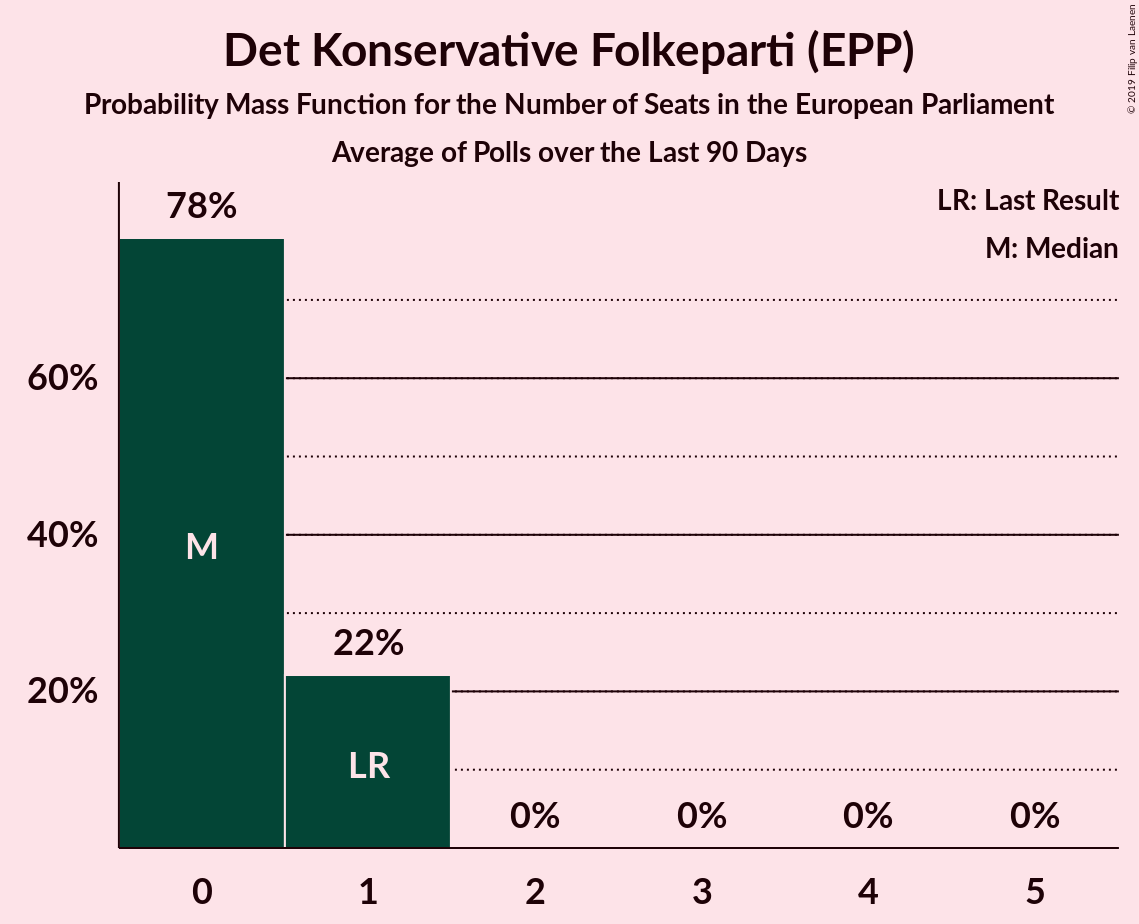 Det Konservative Folkeparti (EPP)
Probability Mass Function for the Number of Seats in the European Parliament
Average of Polls over the Last 90 Days
© 2019 Filip van Laenen
LR: Last Result
M: Median
78%
60%
40%
M
22%
20%
LR
0% 0% 0% 0%
0 1 2 3 4 5